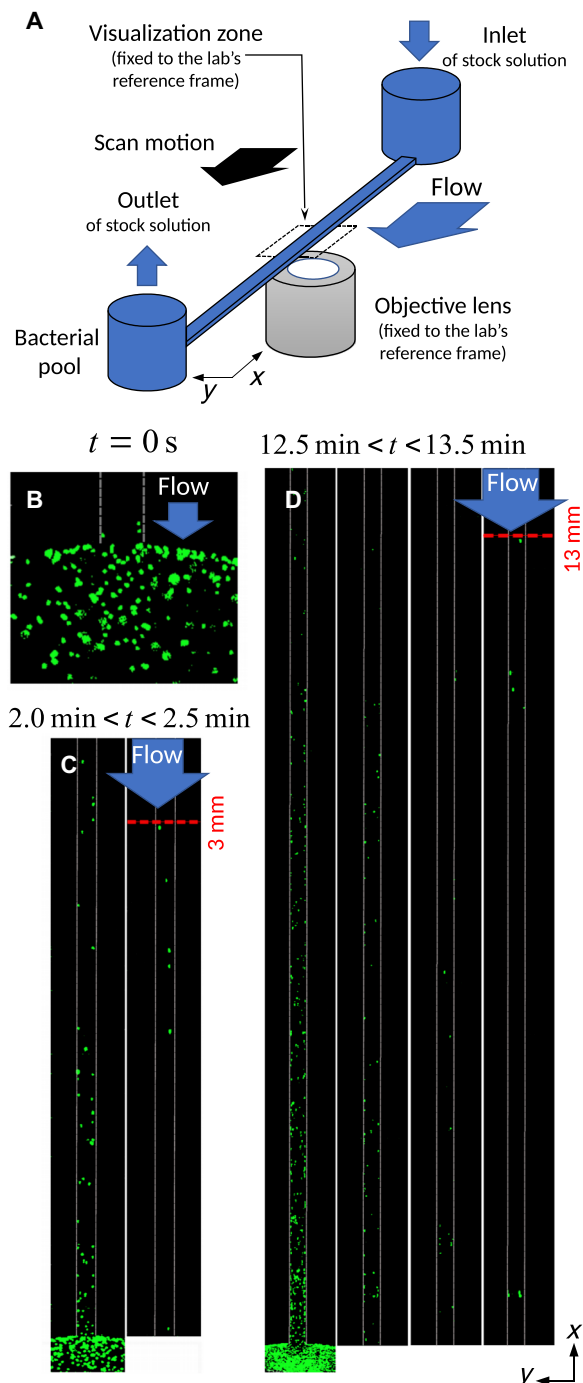 A
Visualization zone
(fixed to the lab's
reference frame)
Inlet
of stock solution
Scan motion
Outlet
of stock solution
Flow
Bacterial
pool
Objective lens
(fixed to the lab's
reference frame)
y
x
t = 0 s
B
Flow
2.0 min < t < 2.5 min
C
Flow
3 mm
12.5 min < t < 13.5 min
D
Flow
13 mm
x
y